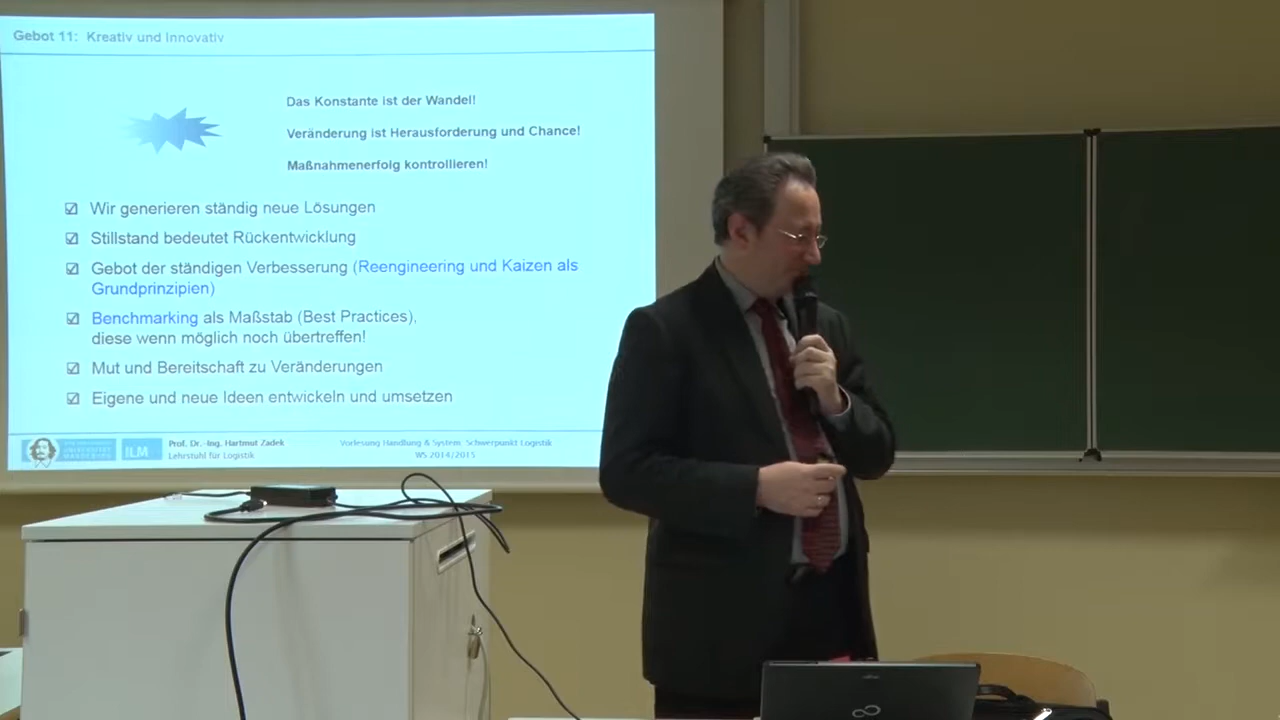 Gebot 11: Kreativ und Innovativ
Das Konstante ist der Wandel!
Veränderung ist Herausforderung und Chance!
Maßnahmenerfolg kontrollieren!
Wir generieren ständig neue Lösungen
Stillstand bedeutet Rückentwicklung
Gebot der ständigen Verbesserung (Reengineering und Kaizen als
Grundprinzipien)
Benchmarking als Maßstab (Best Practices),
diese wenn möglich noch übertreffen!
Mut und Bereitschaft zu Veränderungen
Eigene und neue Ideen entwickeln und umsetzen
UNIVERSITÄT
MAGDEBURG
ILM
Prof. Dr.-Ing. Hartmut Zadek
Lehrstuhl für Logistik
Vorlesung Handlung & System: Schwerpunkt Logistik
WS 2014/2015